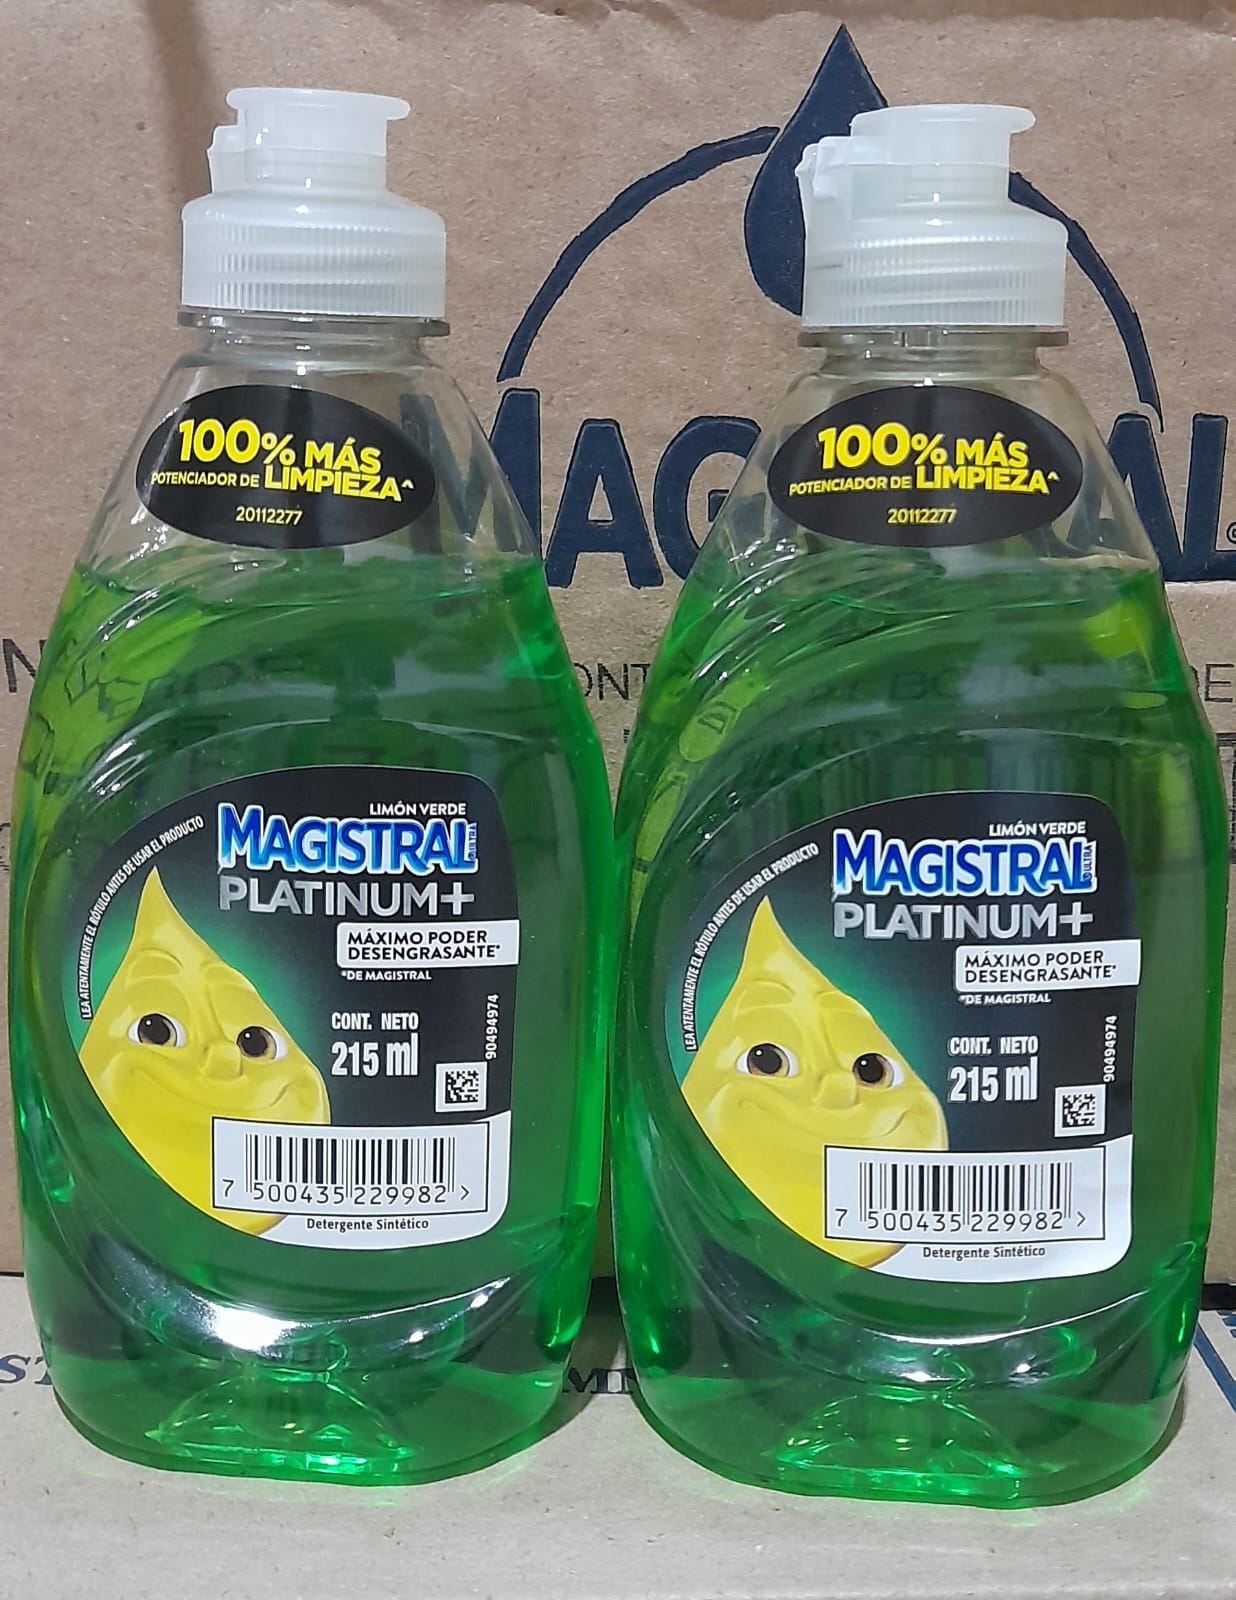 100% MÁS
POTENCIADOR DE LIMPIEZA^
20112277
LEA ATENTAMENTE EL RÓTULO ANTES DE USAR EL PRODUCTO
LIMÓN VERDE
MAGISTRAL
ULTRA
PLATINUM+
MÁXIMO PODER
DESENGRASANTE*
*DE MAGISTRAL
CONT. NETO
215 ml
90494974
7 500435 229982 >
Detergente Sintético
100% MÁS
POTENCIADOR DE LIMPIEZA^
20112277
LEA ATENTAMENTE EL RÓTULO ANTES DE USAR EL PRODUCTO
LIMÓN VERDE
MAGISTRAL
ULTRA
PLATINUM+
MÁXIMO PODER
DESENGRASANTE*
*DE MAGISTRAL
CONT. NETO
215 ml
90494974
7 500435 229982 >
Detergente Sintético
MAGISTRAL